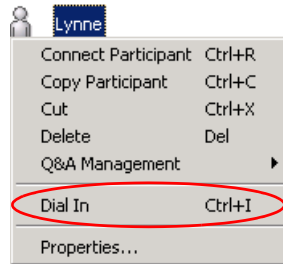 Lynne
Connect Participant Ctrl+R
Copy Participant Ctrl+C
Cut Ctrl+X
Delete Del
Q&A Management
Dial In Ctrl+I
Properties...